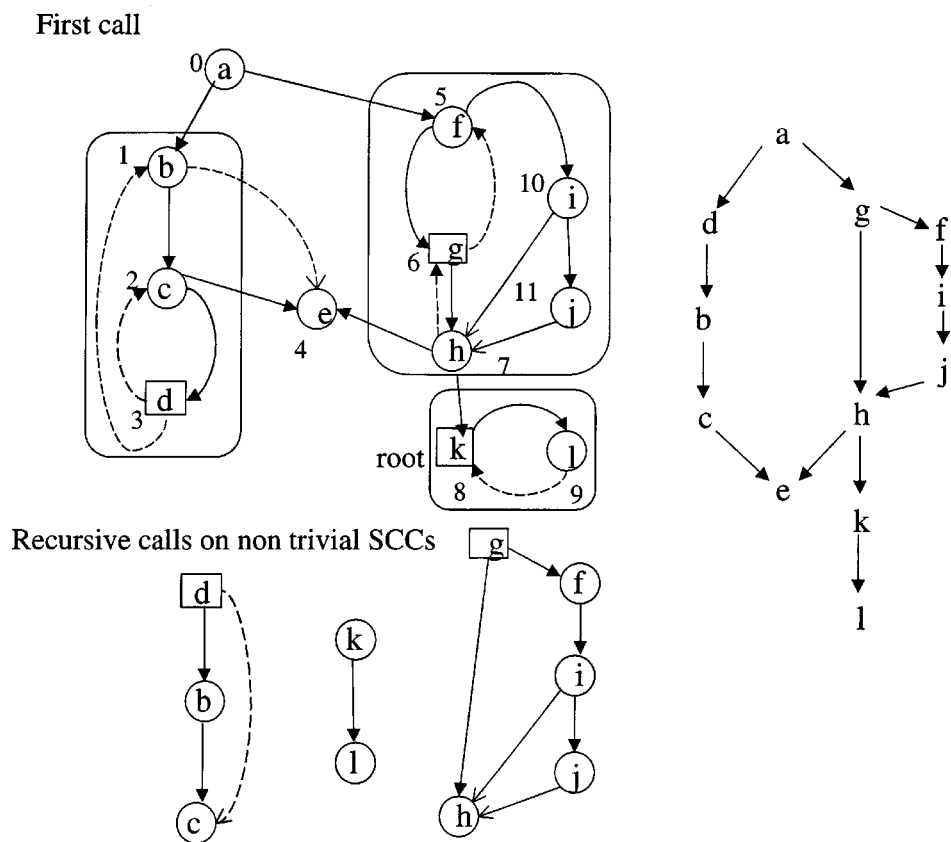 First call
0 a
5
f
a
1 b
10 i
d
g
f
6 g
2 c
11 j
e
4
b
i
h
7
j
3 d
c
h
root k
l
8
9
e
k
Recursive calls on non trivial SCCs
g
d
f
l
k
b
i
l
j
c
h